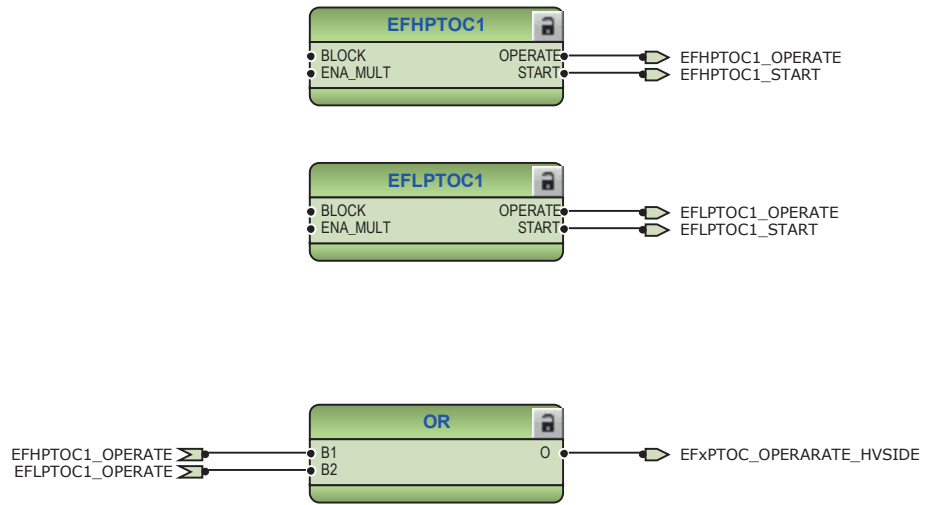 EFHPTOC1
BLOCK OPERATE EFHPTOC1_OPERATE
ENA_MULT START EFHPTOC1_START
EFLPTOC1
BLOCK OPERATE EFLPTOC1_OPERATE
ENA_MULT START EFLPTOC1_START
OR
EFHPTOC1_OPERATE B1 O EFxPTOC_OPERARATE_HVSIDE
EFLPTOC1_OPERATE B2